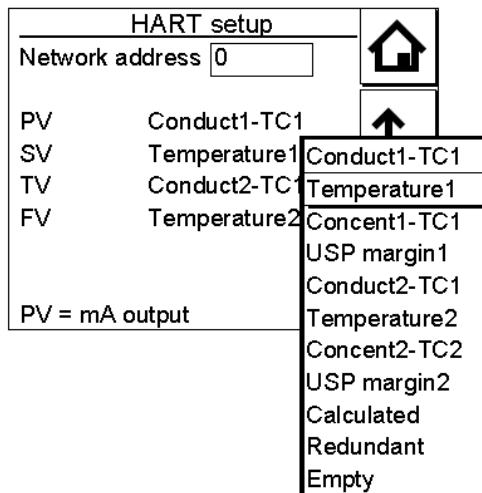 HART setup
Network address 0
PV Conduct1-TC1
SV Temperature1
TV Conduct2-TC1
FV Temperature2
PV = mA output
Conduct1-TC1
Temperature1
Concent1-TC1
USP margin1
Conduct2-TC1
Temperature2
Concent2-TC2
USP margin2
Calculated
Redundant
Empty